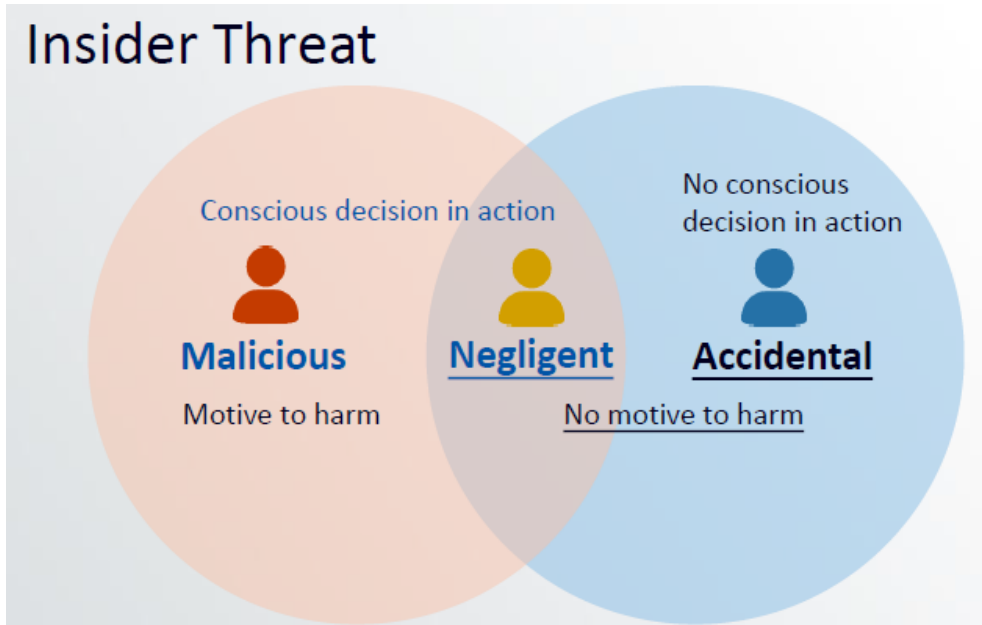 Insider Threat
Conscious decision in action
No conscious
decision in action
Malicious
Negligent
Accidental
Motive to harm
No motive to harm